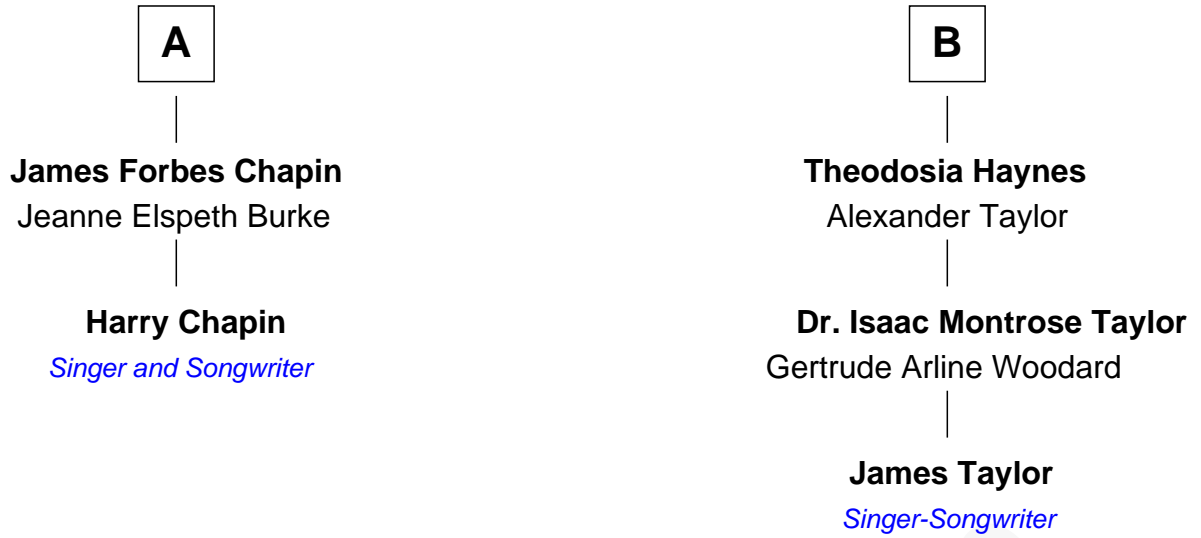 A
James Forbes Chapin
Jeanne Elspeth Burke
Harry Chapin
Singer and Songwriter
B
Theodosia Haynes
Alexander Taylor
Dr. Isaac Montrose Taylor
Gertrude Arline Woodard
James Taylor
Singer-Songwriter